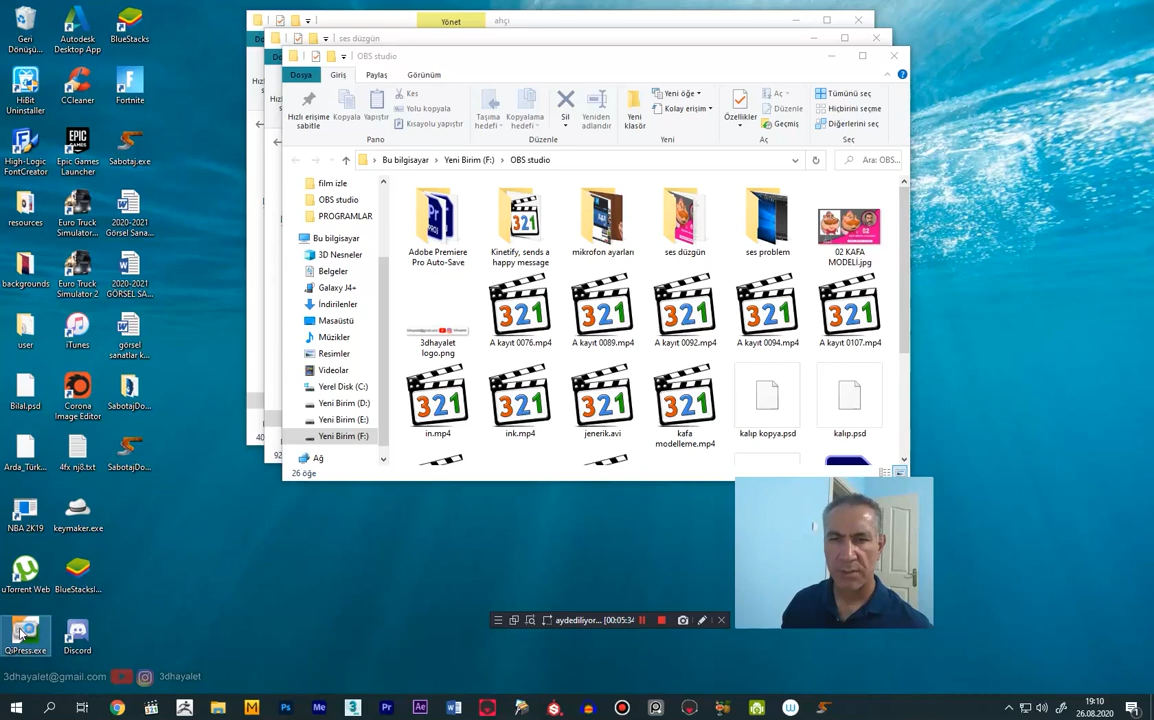 Geri
Dönüşü...
Autodesk
Desktop App
BlueStacks
HiBit
Uninstaller
CCleaner
Fortnite
High-Logic
FontCreator
Epic Games
Launcher
Sabotaj.exe
resources
Euro Truck
Simulator...
2020-2021
Görsel Sana...
backgrounds
Euro Truck
Simulator 2
2020-2021
GÖRSEL SA...
user
iTunes
görsel
sanatlar k...
Bilal.psd
Corona
Image Editor
SabotajDo...
Arda_Türk...
4fx nj8.txt
SabotajDo...
NBA 2K19
keymaker.exe
uTorrent Web
BlueStacksI...
QiPress.exe
Discord
3dhayalet@gmail.com
3dhayalet
Yönet
ahçı
ses düzgün
OBS studio
Dosya
Giriş
Paylaş
Görünüm
Hızlı erişime
sabitle
Kopyala
Yapıştır
Kes
Yolu kopyala
Kısayolu yapıştır
Pano
Taşıma
hedefi
Kopyalama
hedefi
Sil
Yeniden
adlandır
Düzenle
Yeni
klasör
Yeni öğe
Kolay erişim
Yeni
Özellikler
Aç
Düzenle
Geçmiş
Aç
Tümünü seç
Hiçbirini seçme
Diğerlerini seç
Seç
Bu bilgisayar
Yeni Birim (F:)
OBS studio
Ara: OBS...
film izle
OBS studio
PROGRAMLAR
Bu bilgisayar
3D Nesneler
Belgeler
Galaxy J4+
İndirilenler
Masaüstü
Müzikler
Resimler
Videolar
Yerel Disk (C:)
Yeni Birim (D:)
Yeni Birim (E:)
Yeni Birim (F:)
Ağ
Adobe Premiere
Pro Auto-Save
Kinetify, sends a
happy message
mikrofon ayarları
ses düzgün
ses problem
02 KAFA
MODELİ.jpg
3dhayalet
logo.png
A kayıt 0076.mp4
A kayıt 0089.mp4
A kayıt 0092.mp4
A kayıt 0094.mp4
A kayıt 0107.mp4
in.mp4
ink.mp4
jenerik.avi
kafa
modelleme.mp4
kalıp kopya.psd
kalıp.psd
26 öğe
aydediliyor... [00:05:34
19:10
26.08.2020